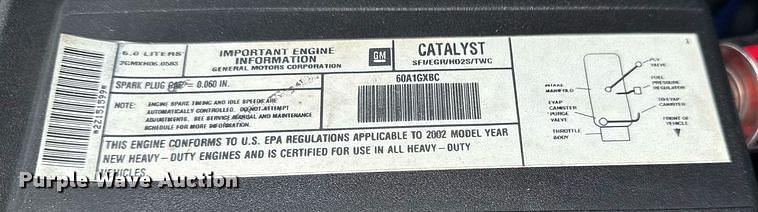 *22151599*
6.0 LITERS
2GMXH06.0583
IMPORTANT ENGINE
INFORMATION
GENERAL MOTORS CORPORATION
GM
CATALYST
SF/VEGI/HO2S/TWC
SPARK PLUG GAP = 0.060 IN.
60A1GXBC
NOTE: ENGINE SPARK TIMING AND IDLE SPEED ARE
AUTOMATICALLY CONTROLLED. DO NOT ATTEMPT
ADJUSTMENTS. SEE SERVICE MANUAL AND MAINTENANCE
SCHEDULE FOR MORE INFORMATION.
THIS ENGINE CONFORMS TO U.S. EPA REGULATIONS APPLICABLE TO 2002 MODEL YEAR
NEW HEAVY-DUTY ENGINES AND IS CERTIFIED FOR USE IN ALL HEAVY-DUTY
VEHICLES.
PCV
VALVE
INTAKE
MANIFOLD
FUEL
PRESSURE
REGULATOR
EVAP
CANISTER
PURGE
VALVE
TO EVAP
CANISTER
THROTTLE
BODY
FRONT OF
VEHICLE
Purple Wave Auction